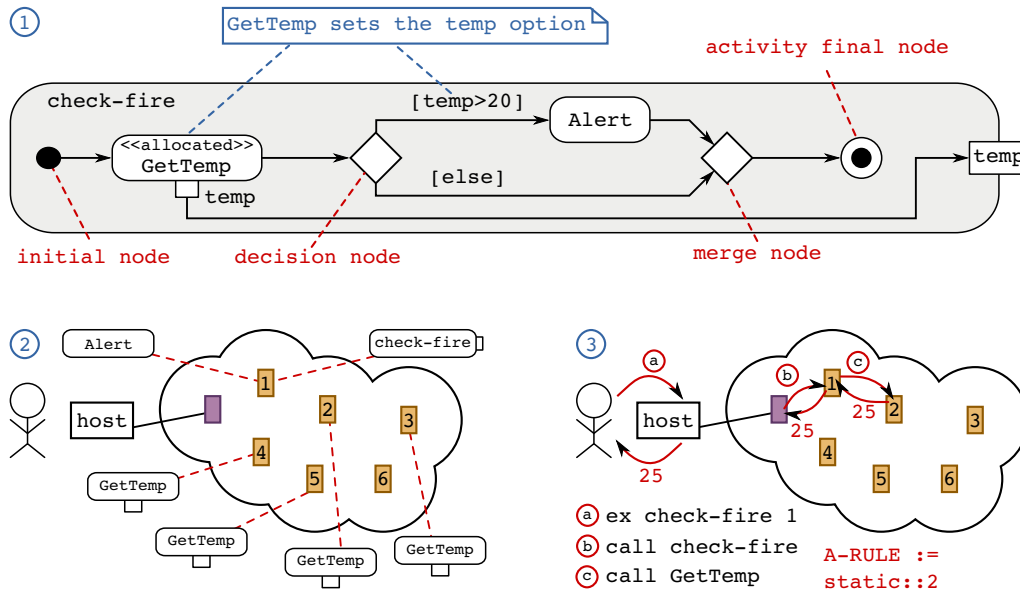 1
GetTemp sets the temp option
activity final node
check-fire
[temp>20]
Alert
<<allocated>>
GetTemp
temp
[else]
temp
initial node
decision node
merge node
2
Alert
check-fire
1
2
3
host
4
5
6
GetTemp
GetTemp
GetTemp
GetTemp
3
a
b
c
1
2
3
host
25
25
25
4
5
6
a ex check-fire 1
b call check-fire
c call GetTemp
A-RULE :=
static::2